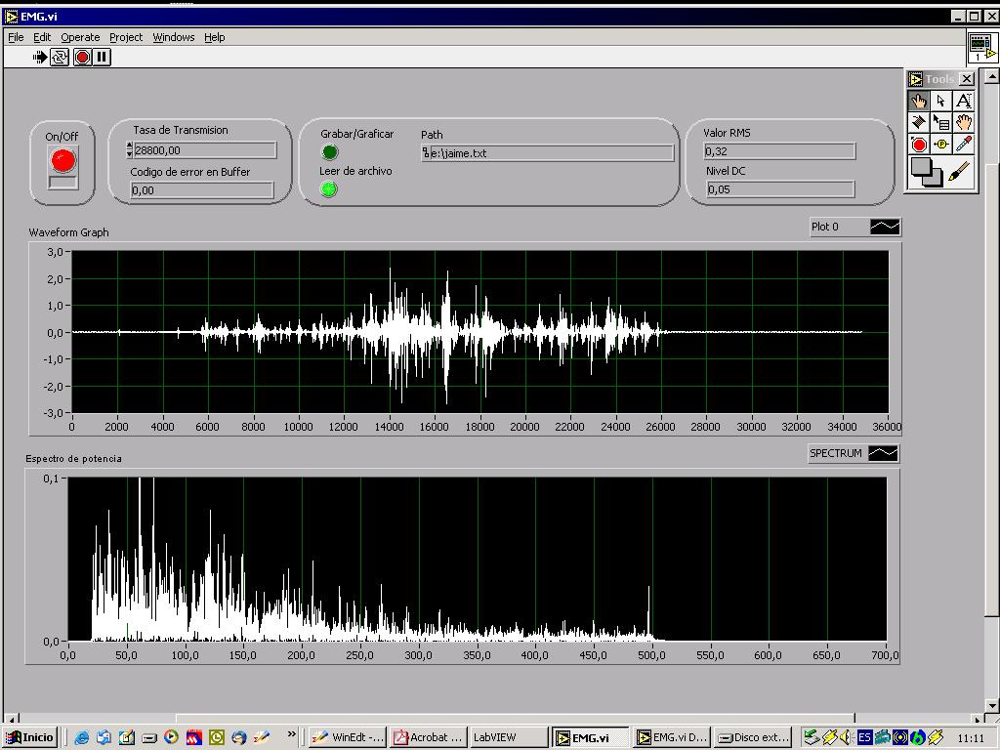 EMG.vi
File Edit Operate Project Windows Help
1
Tools
On/Off
Tasa de Transmision
28800,00
Codigo de error en Buffer
0,00
Grabar/Graficar
Leer de archivo
Path
e:\jaime.txt
Valor RMS
0,32
Nivel DC
0,05
Waveform Graph
Plot 0
3,0
2,0
1,0
0,0
-1,0
-2,0
-3,0
0 2000 4000 6000 8000 10000 12000 14000 16000 18000 20000 22000 24000 26000 28000 30000 32000 34000 36000
Espectro de potencia
SPECTRUM
0,1
0,0
0,0 50,0 100,0 150,0 200,0 250,0 300,0 350,0 400,0 450,0 500,0 550,0 600,0 650,0 700,0
Inicio » WinEdt -... Acrobat ... LabVIEW EMG.vi EMG.vi D... Disco ext... ES 11:11